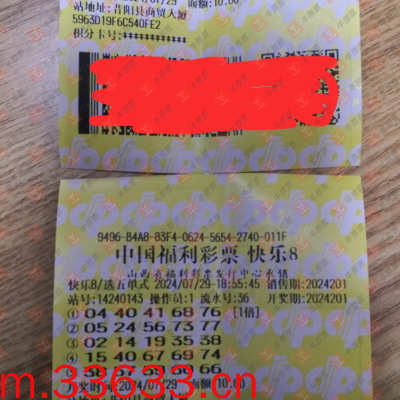 站地址:昔阳县商贸大厦
5963D19F6C540FE2
积分卡号:************
9496-B4A8-83F4-0624-5654-2740-011F
中国福利彩票 快乐8
山西省福利彩票发行中心承销
快乐8/选五单式 2024/07/29-18:55:45 销售期:2024201
站号:14240143 操作员:1 流水号:36 开奖期:2024201
① 04 40 41 68 76 [1倍]
② 05 24 56 73 77
③ 02 14 19 35 38
④ 15 40 67 69 74
m.33633.cn